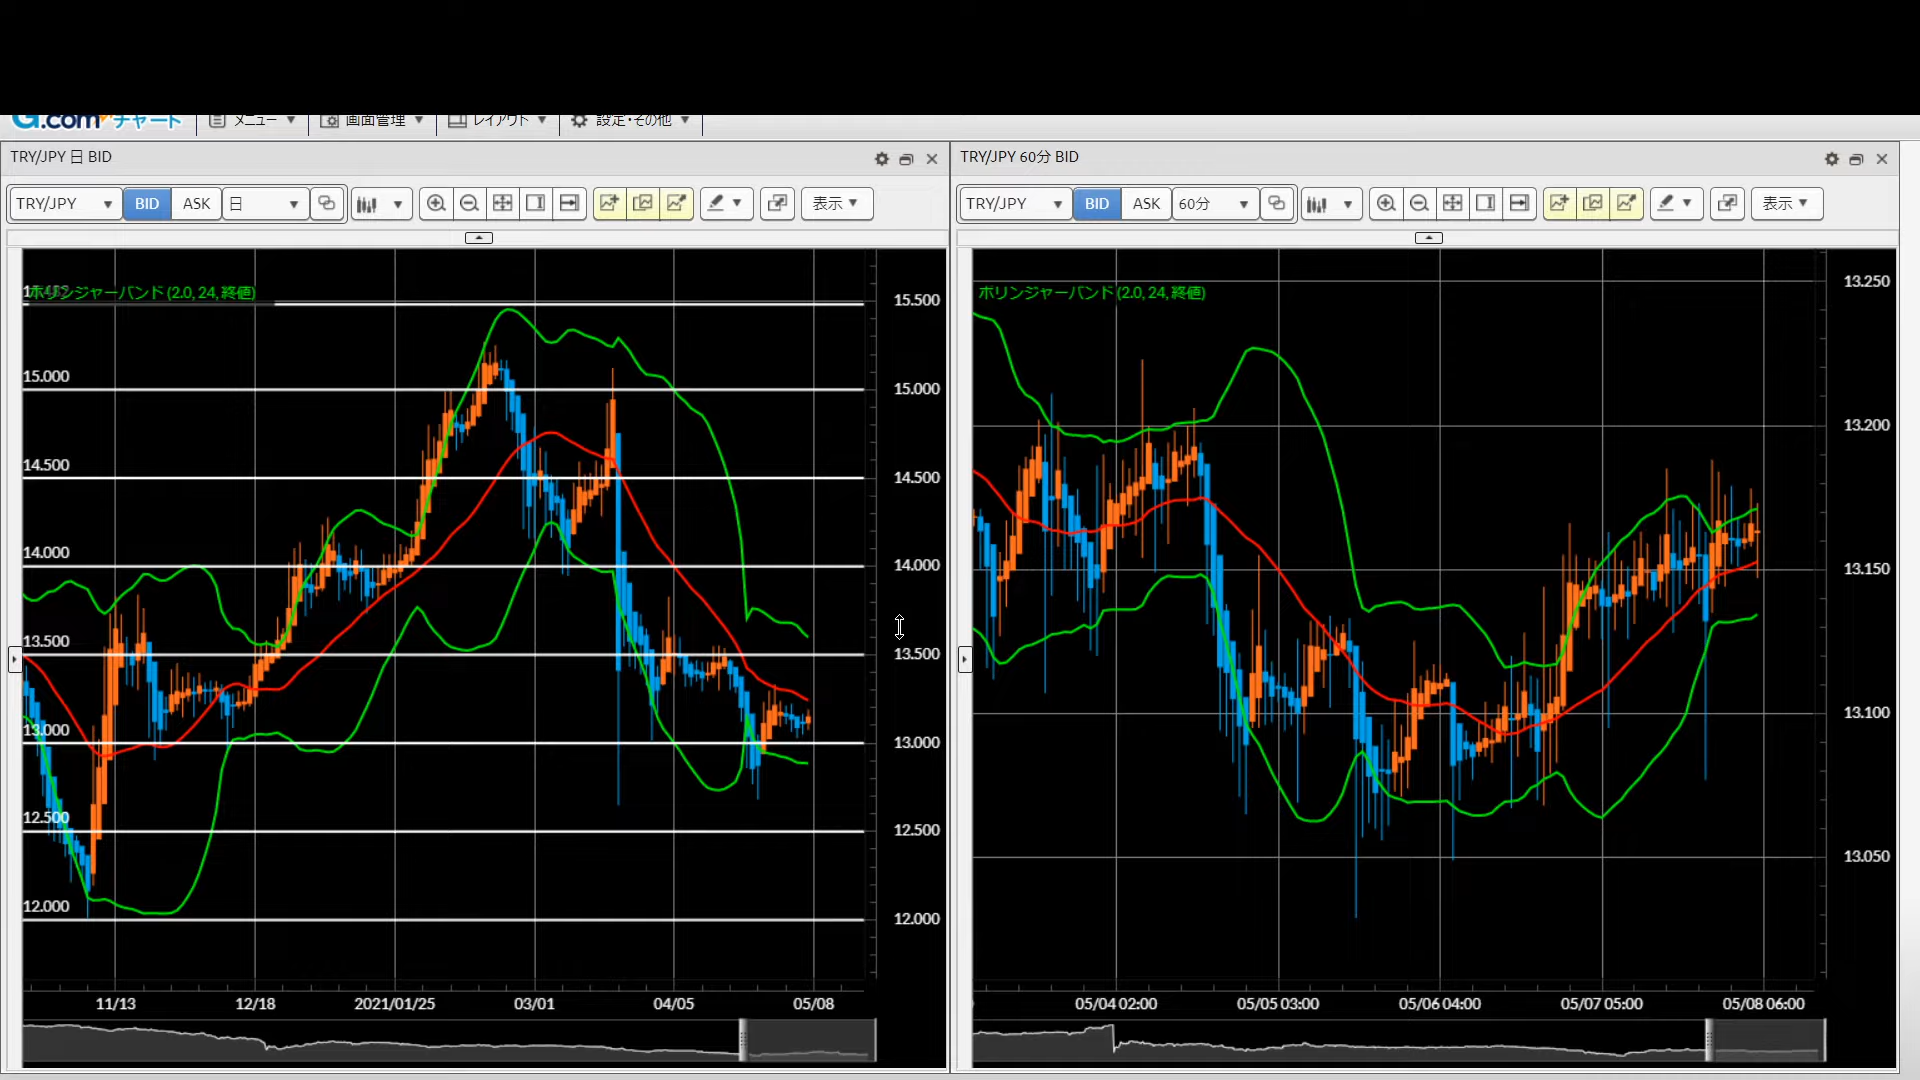 G.comチャート メニュー 画面管理 レイアウト 設定・その他
TRY/JPY 日 BID
TRY/JPY BID ASK 日 表示
ボリンジャーバンド (2.0, 24, 終値)
15.500
15.000 15.000
14.500 14.500
14.000 14.000
13.500 13.500
13.000 13.000
12.500 12.500
12.000 12.000
11/13 12/18 2021/01/25 03/01 04/05 05/08
TRY/JPY 60分 BID
TRY/JPY BID ASK 60分 表示
ボリンジャーバンド (2.0, 24, 終値)
13.250
13.200
13.150
13.100
13.050
05/04 02:00 05/05 03:00 05/06 04:00 05/07 05:00 05/08 06:00